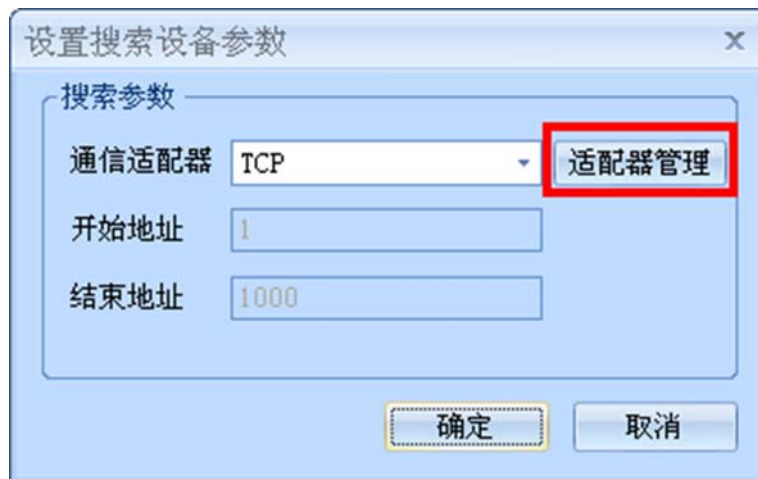 设置搜索设备参数
搜索参数
通信适配器 TCP 适配器管理
开始地址 1
结束地址 1000
确定 取消